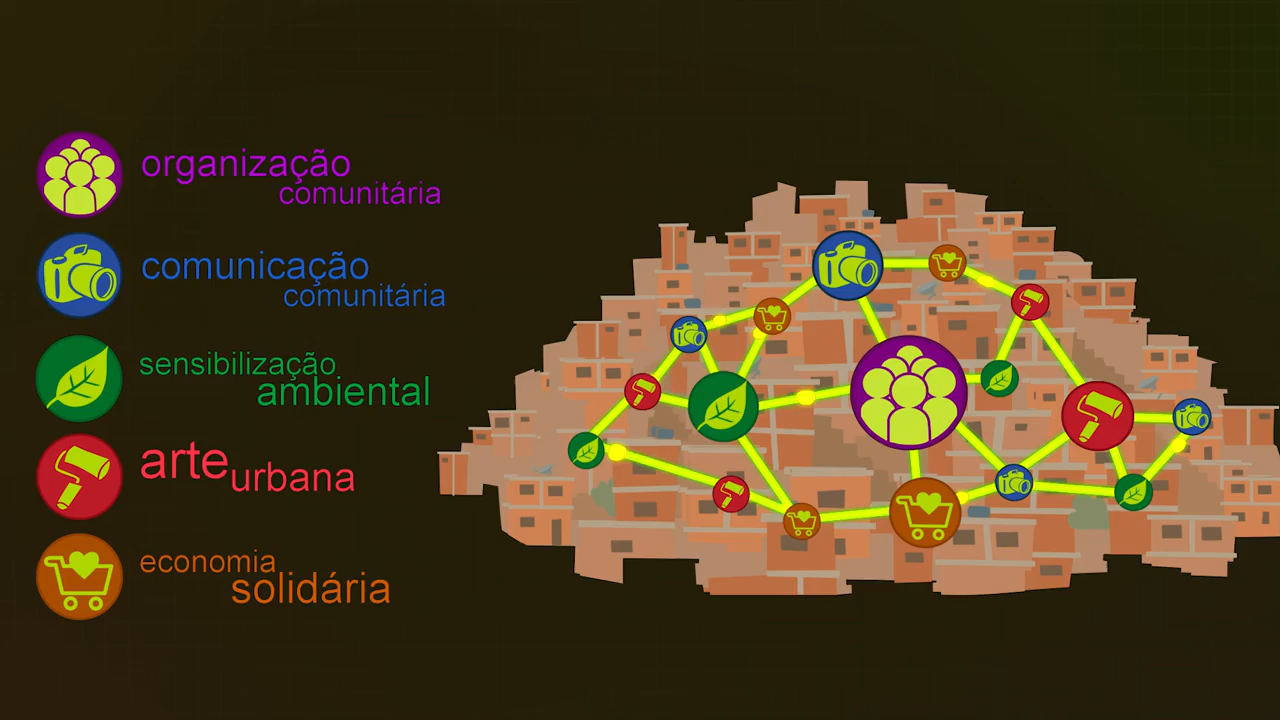 organização
comunitária
comunicação
comunitária
sensibilização
ambiental
arte
urbana
economia
solidária